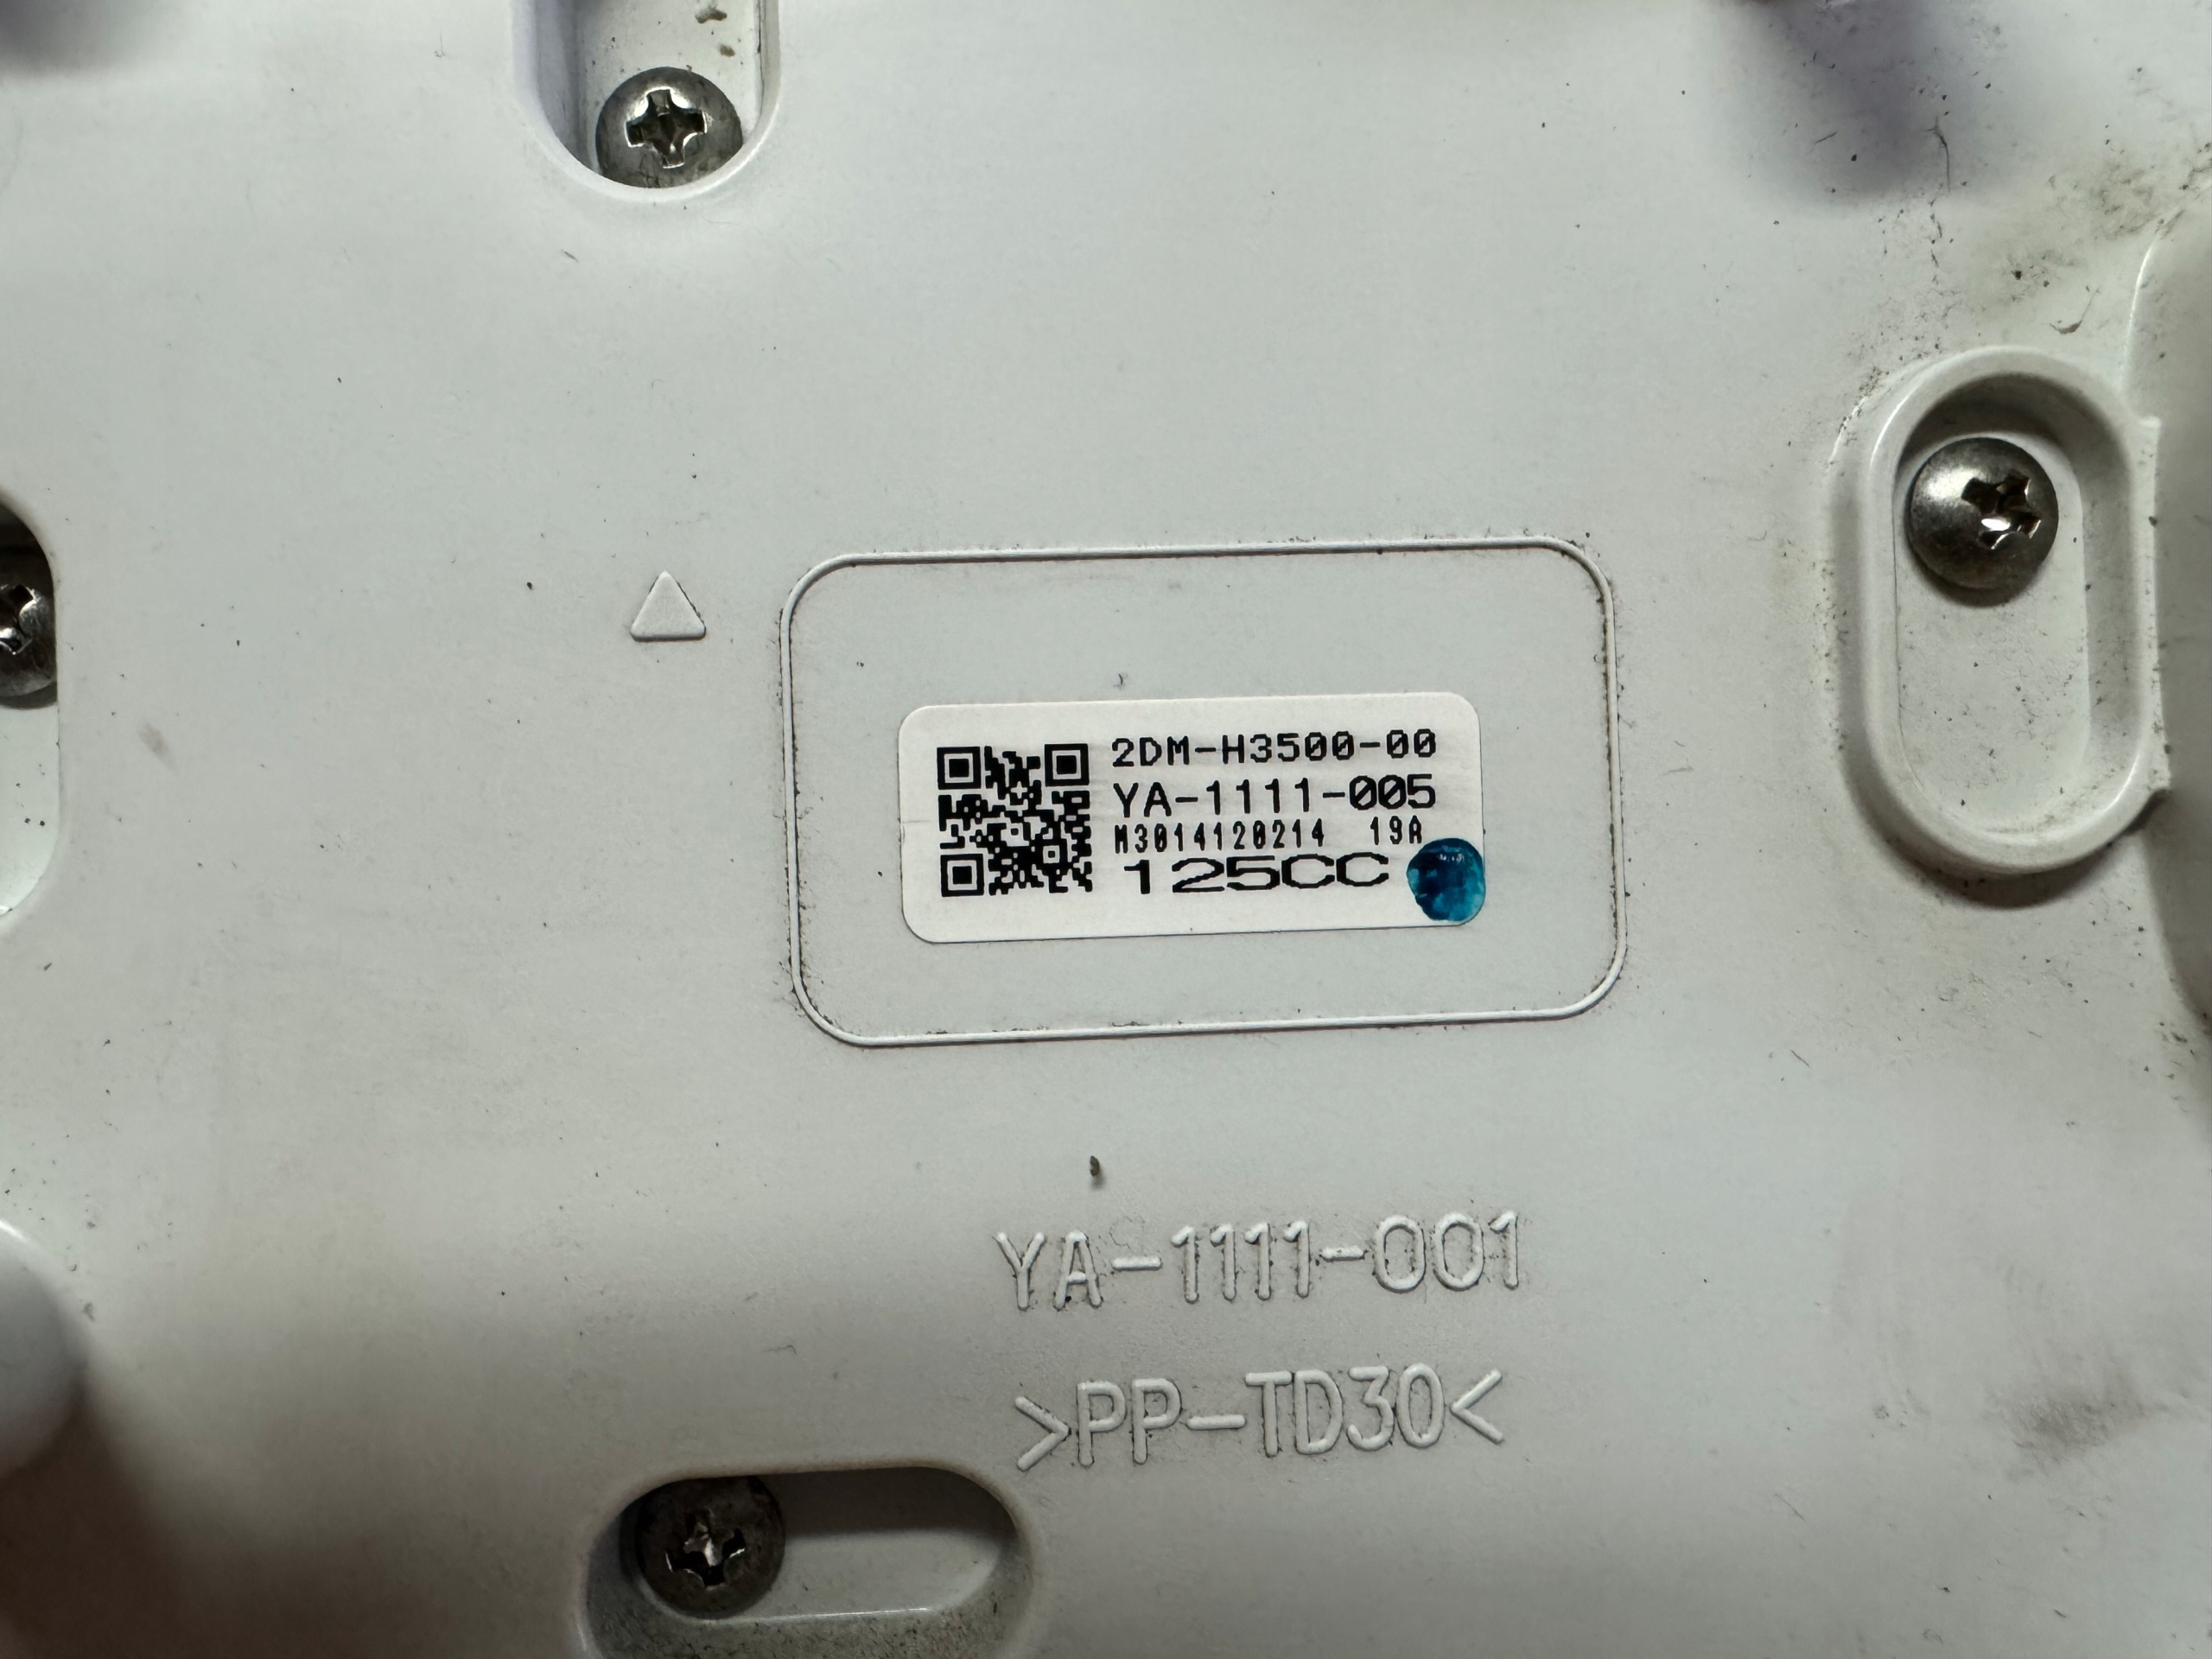 2DM-H3500-00
YA-1111-005
M3014120214 19A
125CC
YA-1111-001
>PP-TD30<